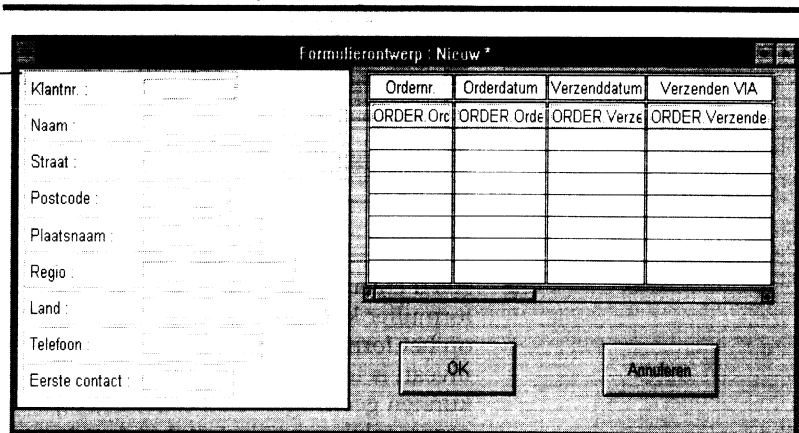 Formulierontwerp : Nieuw *
Klantnr. :
Naam :
Straat :
Postcode :
Plaatsnaam :
Regio :
Land :
Telefoon :
Eerste contact :
Ordernr. Orderdatum Verzenddatum Verzenden VIA
ORDER.Orc ORDER.Orde ORDER.Verze ORDER.Verzende
OK Annuleren